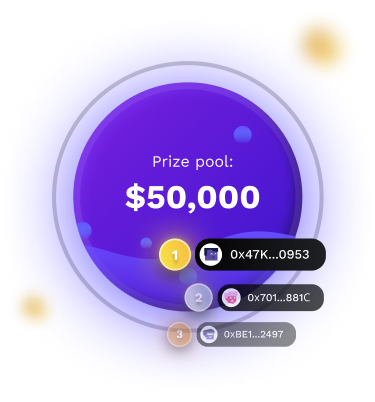 Prize pool:
$50,000
1 0x47K...0953
2 0x701...881C
3 0xBE1...2497